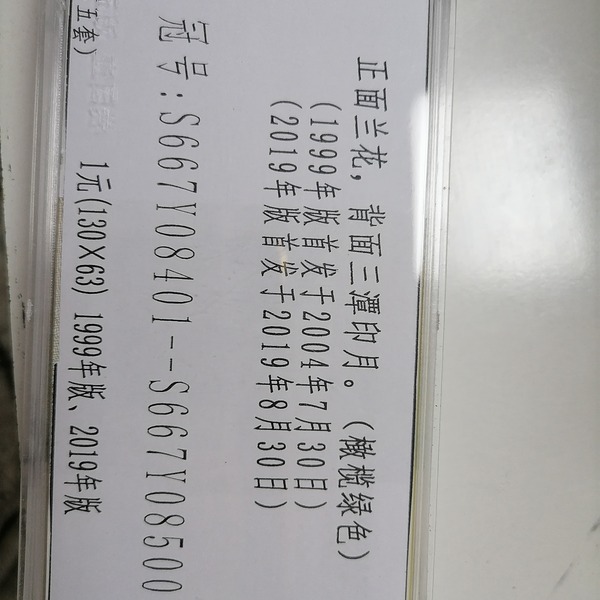 正面兰花，背面三潭印月。（橄榄绿色）
（1999年版首发于2004年7月30日）
（2019年版首发于2019年8月30日）
冠号：S667Y08401--S667Y08500
五套） 1元(130×63) 1999年版、2019年版